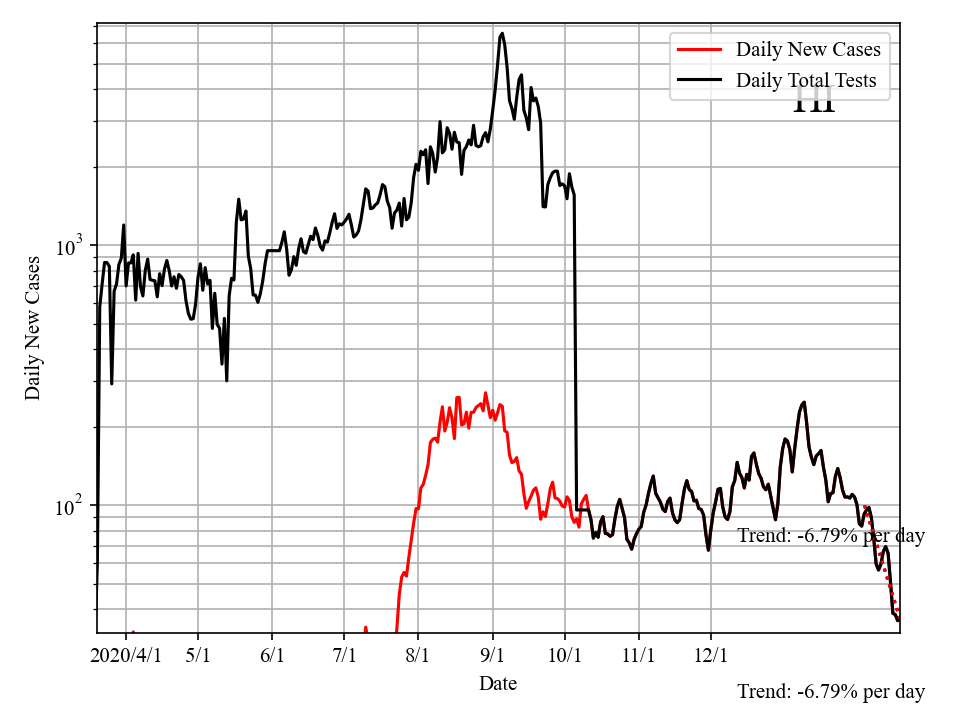 Daily New Cases
Daily Total Tests
HI
Daily New Cases
10^3
10^2
Trend: -6.79% per day
2020/4/1 5/1 6/1 7/1 8/1 9/1 10/1 11/1 12/1
Date
Trend: -6.79% per day